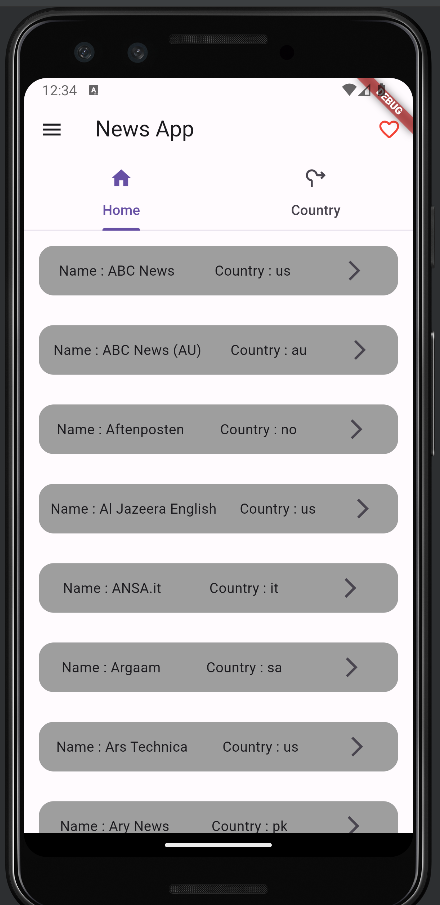 12:34
A
DEBUG
News App
Home
Country
Name : ABC News Country : us
Name : ABC News (AU) Country : au
Name : Aftenposten Country : no
Name : Al Jazeera English Country : us
Name : ANSA.it Country : it
Name : Argaam Country : sa
Name : Ars Technica Country : us
Name : Ary News Country : pk